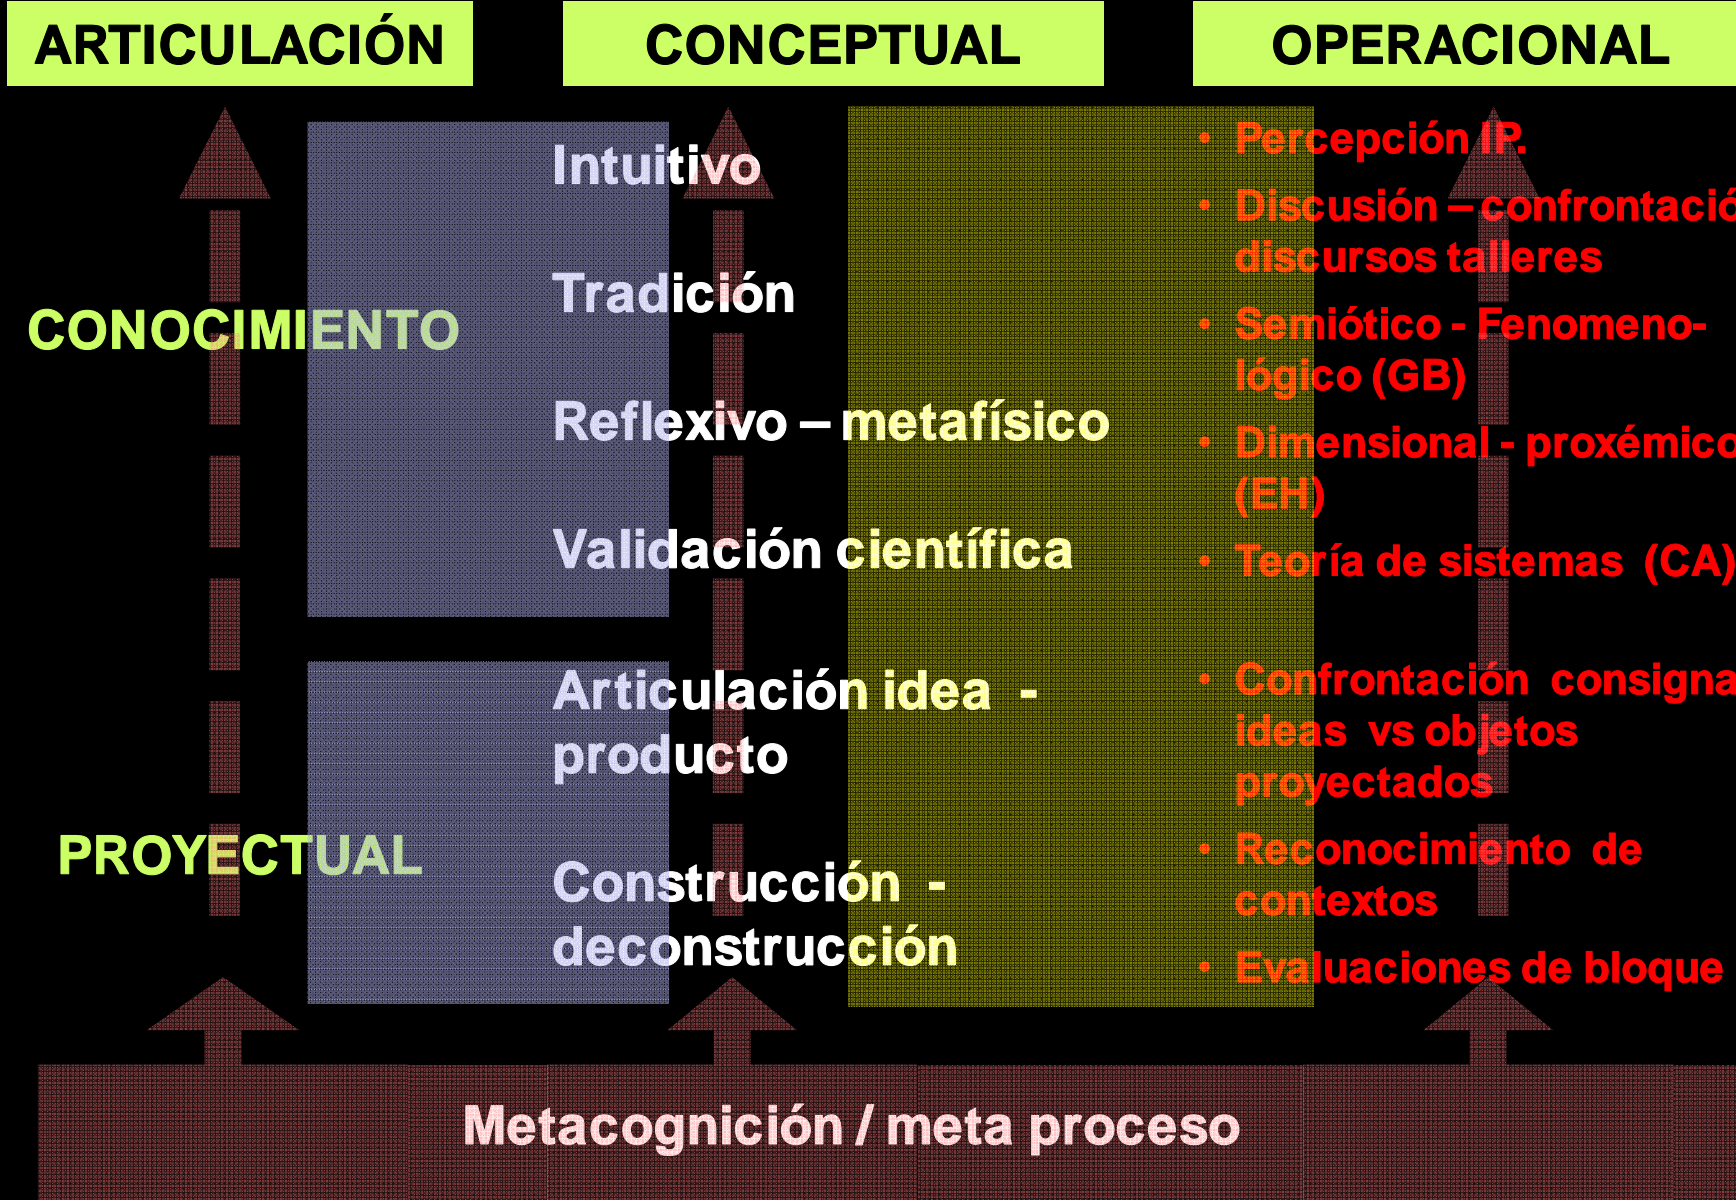 ARTICULACIÓN
CONCEPTUAL
OPERACIONAL
CONOCIMIENTO
PROYECTUAL
Intuitivo
Tradición
Reflexivo – metafísico
Validación científica
Articulación idea -
producto
Construcción -
deconstrucción
• Percepción IP.
• Discusión – confrontació
discursos talleres
• Semiótico - Fenomeno-
lógico (GB)
• Dimensional - proxémico
(EH)
• Teoría de sistemas (CA)
• Confrontación consigna
ideas vs objetos
proyectados
• Reconocimiento de
contextos
• Evaluaciones de bloque
Metacognición / meta proceso